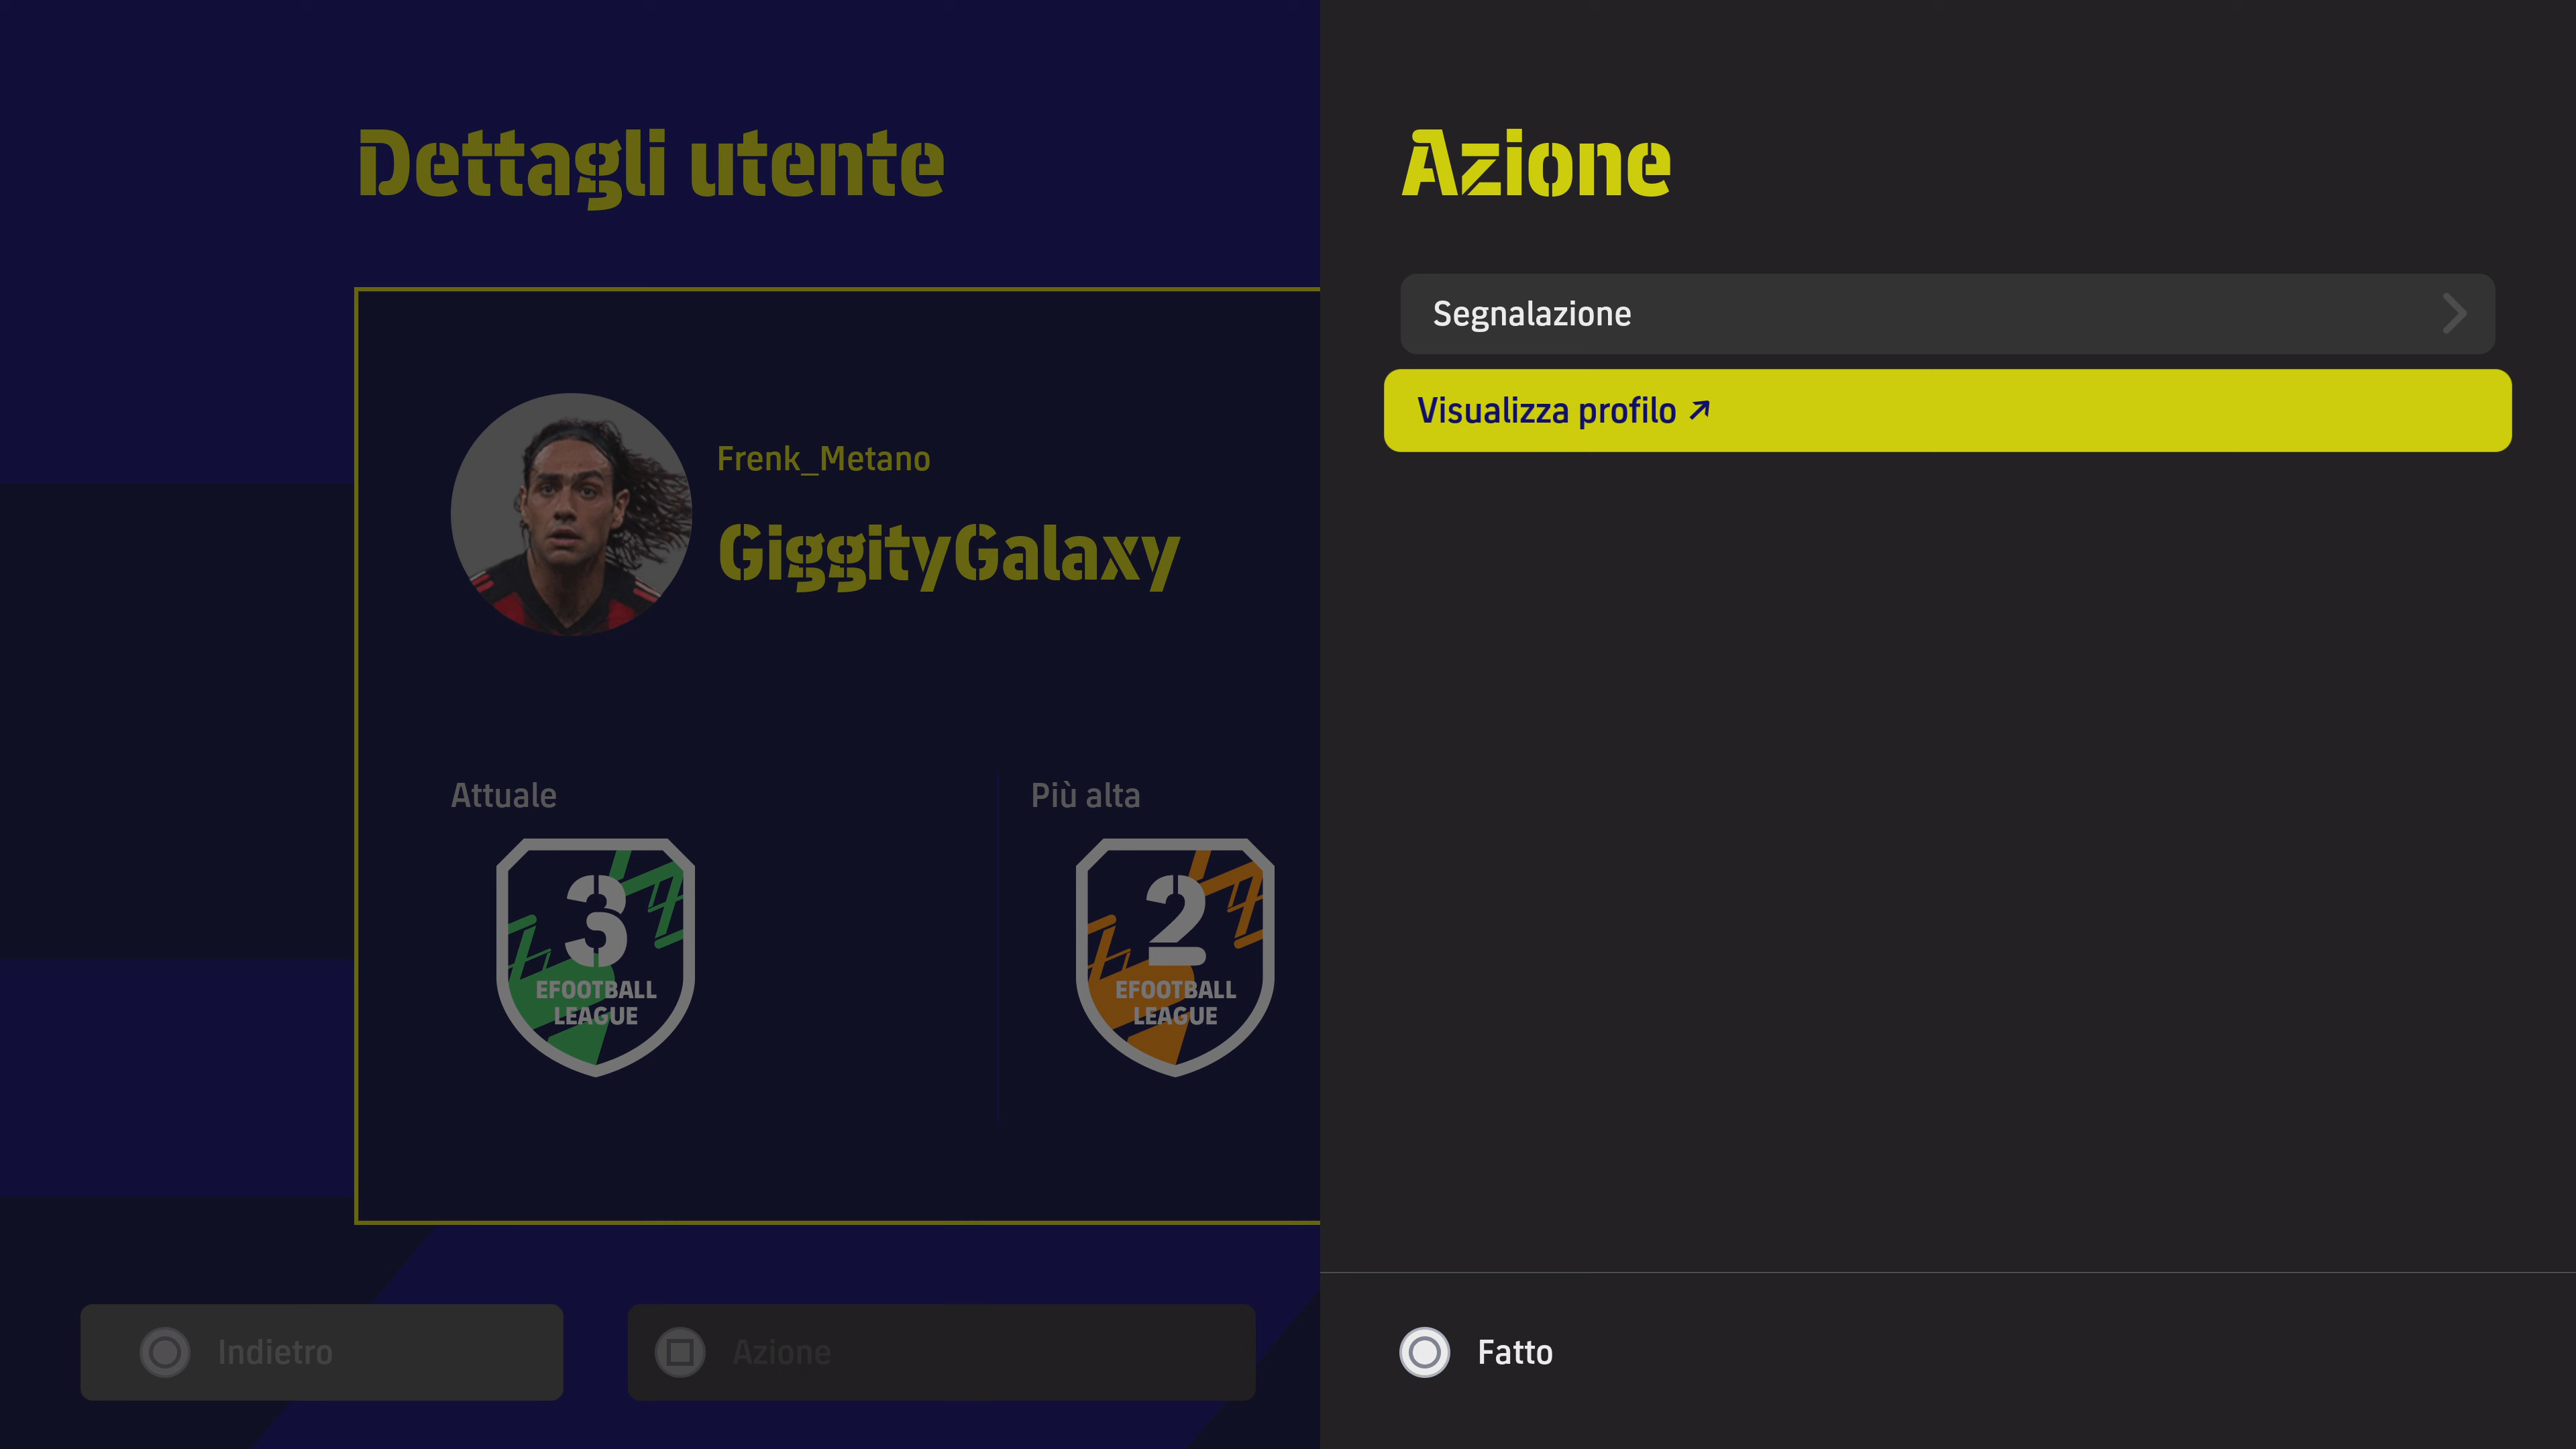 Dettagli utente
Frenk_Metano
GiggityGalaxy
Attuale
3
EFOOTBALL
LEAGUE
Più alta
2
EFOOTBALL
LEAGUE
Indietro
Azione
Azione
Segnalazione
Visualizza profilo ↗
Fatto